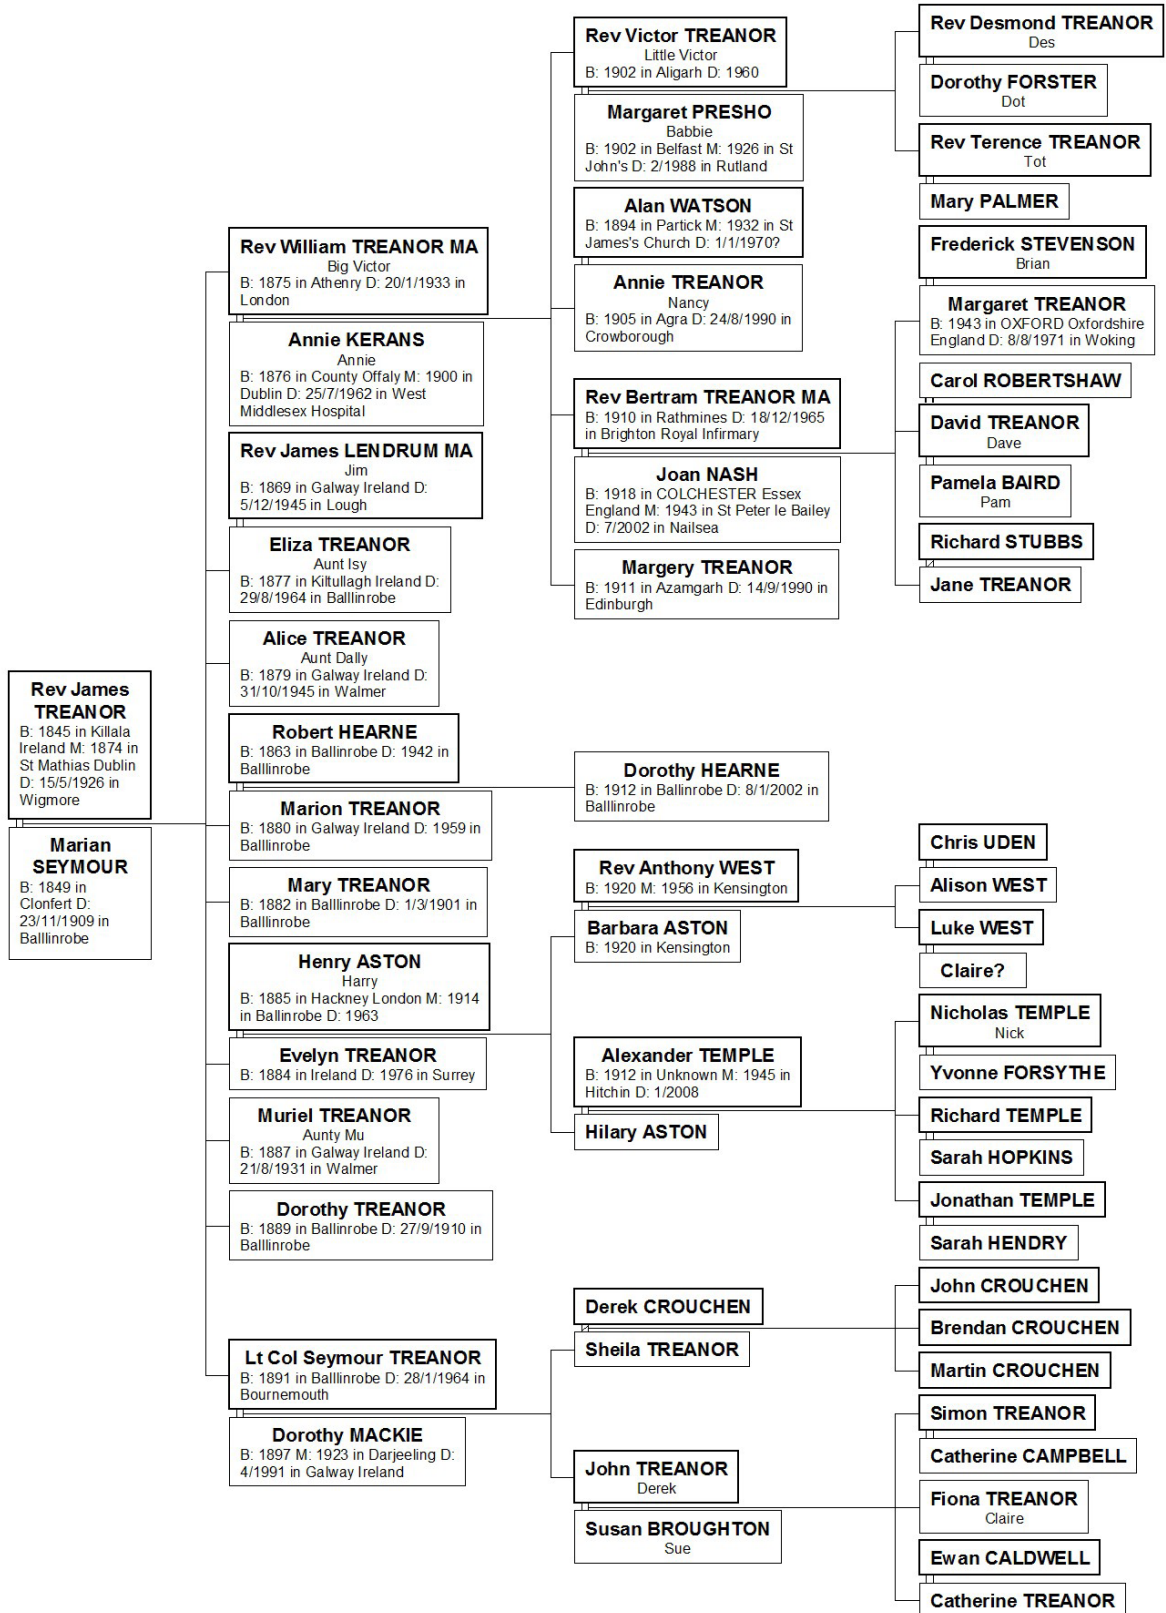 Rev James
TREANOR
B: 1845 in Killala
Ireland M: 1874 in
St Mathias Dublin
D: 15/5/1926 in
Wigmore
Marian
SEYMOUR
B: 1849 in
Clonfert D:
23/11/1909 in
Balllinrobe
Rev William TREANOR MA
Big Victor
B: 1875 in Athenry D: 20/1/1933 in
London
Annie KERANS
Annie
B: 1876 in County Offaly M: 1900 in
Dublin D: 25/7/1962 in West
Middlesex Hospital
Rev James LENDRUM MA
Jim
B: 1869 in Galway Ireland D:
5/12/1945 in Lough
Eliza TREANOR
Aunt Isy
B: 1877 in Kiltullagh Ireland D:
29/8/1964 in Balllinrobe
Alice TREANOR
Aunt Dally
B: 1879 in Galway Ireland D:
31/10/1945 in Walmer
Robert HEARNE
B: 1863 in Ballinrobe D: 1942 in
Balllinrobe
Marion TREANOR
B: 1880 in Galway Ireland D: 1959 in
Balllinrobe
Mary TREANOR
B: 1882 in Balllinrobe D: 1/3/1901 in
Balllinrobe
Henry ASTON
Harry
B: 1885 in Hackney London M: 1914
in Ballinrobe D: 1963
Evelyn TREANOR
B: 1884 in Ireland D: 1976 in Surrey
Muriel TREANOR
Aunty Mu
B: 1887 in Galway Ireland D:
21/8/1931 in Walmer
Dorothy TREANOR
B: 1889 in Ballinrobe D: 27/9/1910 in
Balllinrobe
Lt Col Seymour TREANOR
B: 1891 in Balllinrobe D: 28/1/1964 in
Bournemouth
Dorothy MACKIE
B: 1897 M: 1923 in Darjeeling D:
4/1991 in Galway Ireland
Rev Victor TREANOR
Little Victor
B: 1902 in Aligarh D: 1960
Margaret PRESHO
Babbie
B: 1902 in Belfast M: 1926 in St
John's D: 2/1988 in Rutland
Alan WATSON
B: 1894 in Partick M: 1932 in St
James's Church D: 1/1/1970?
Annie TREANOR
Nancy
B: 1905 in Agra D: 24/8/1990 in
Crowborough
Rev Bertram TREANOR MA
B: 1910 in Rathmines D: 18/12/1965
in Brighton Royal Infirmary
Joan NASH
B: 1918 in COLCHESTER Essex
England M: 1943 in St Peter le Bailey
D: 7/2002 in Nailsea
Margery TREANOR
B: 1911 in Azamgarh D: 14/9/1990 in
Edinburgh
Dorothy HEARNE
B: 1912 in Ballinrobe D: 8/1/2002 in
Balllinrobe
Rev Anthony WEST
B: 1920 M: 1956 in Kensington
Barbara ASTON
B: 1920 in Kensington
Alexander TEMPLE
B: 1912 in Unknown M: 1945 in
Hitchin D: 1/2008
Hilary ASTON
Derek CROUCHEN
Sheila TREANOR
John TREANOR
Derek
Susan BROUGHTON
Sue
Rev Desmond TREANOR
Des
Dorothy FORSTER
Dot
Rev Terence TREANOR
Tot
Mary PALMER
Frederick STEVENSON
Brian
Margaret TREANOR
B: 1943 in OXFORD Oxfordshire
England D: 8/8/1971 in Woking
Carol ROBERTSHAW
David TREANOR
Dave
Pamela BAIRD
Pam
Richard STUBBS
Jane TREANOR
Chris UDEN
Alison WEST
Luke WEST
Claire?
Nicholas TEMPLE
Nick
Yvonne FORSYTHE
Richard TEMPLE
Sarah HOPKINS
Jonathan TEMPLE
Sarah HENDRY
John CROUCHEN
Brendan CROUCHEN
Martin CROUCHEN
Simon TREANOR
Catherine CAMPBELL
Fiona TREANOR
Claire
Ewan CALDWELL
Catherine TREANOR